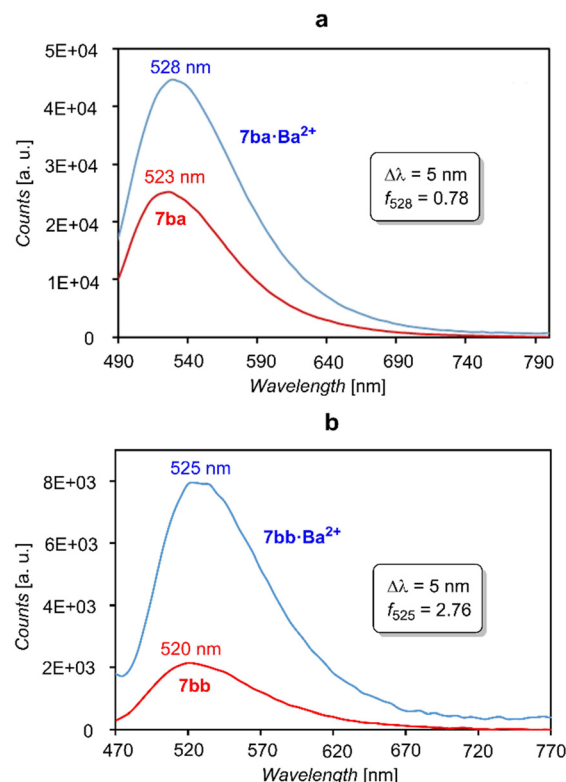 a
5E+04
4E+04
3E+04
2E+04
1E+04
0
Counts [a. u.]
528 nm
7ba·Ba²⁺
523 nm
7ba
Δλ = 5 nm
f₅₂₈ = 0.78
490 540 590 640 690 740 790
Wavelength [nm]
b
8E+03
6E+03
4E+03
2E+03
0
Counts [a. u.]
525 nm
7bb·Ba²⁺
520 nm
7bb
Δλ = 5 nm
f₅₂₅ = 2.76
470 520 570 620 670 720 770
Wavelength [nm]